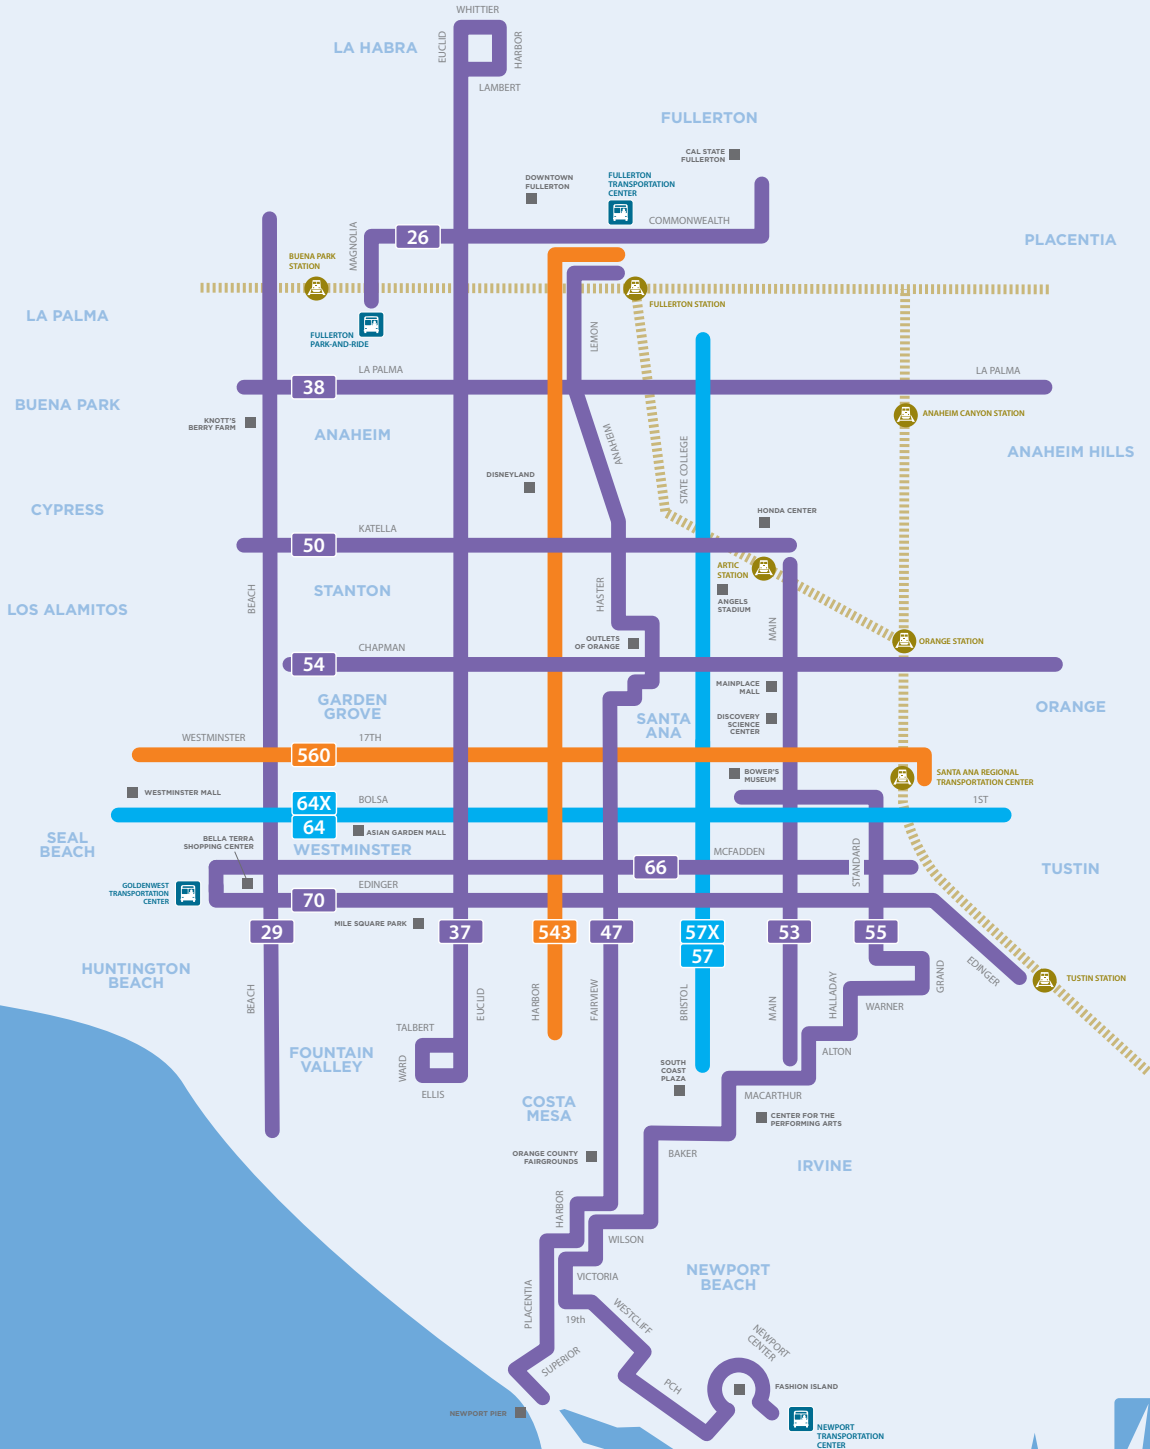 WHITTIER
EUCLID
HARBOR
LA HABRA
LAMBERT
FULLERTON
CAL STATE
FULLERTON
DOWNTOWN
FULLERTON
FULLERTON
TRANSPORTATION
CENTER
COMMONWEALTH
MAGNOLIA
26
PLACENTIA
BUENA PARK
STATION
FULLERTON STATION
LA PALMA
FULLERTON
PARK-AND-RIDE
LEMON
38
LA PALMA
LA PALMA
BUENA PARK
KNOTT'S
BERRY FARM
ANAHEIM
ANAHEIM
STATE COLLEGE
ANAHEIM CANYON STATION
ANAHEIM HILLS
DISNEYLAND
CYPRESS
HONDA CENTER
KATELLA
50
ARTIC
STATION
BEACH
STANTON
HASTER
ANGELS
STADIUM
LOS ALAMITOS
MAIN
OUTLETS
OF ORANGE
ORANGE STATION
CHAPMAN
54
MAINPLACE
MALL
GARDEN
GROVE
SANTA
ANA
DISCOVERY
SCIENCE
CENTER
ORANGE
WESTMINSTER
17TH
560
BOWER'S
MUSEUM
SANTA ANA REGIONAL
TRANSPORTATION CENTER
WESTMINSTER MALL
64X
BOLSA
1ST
64
ASIAN GARDEN MALL
SEAL
BEACH
BELLA TERRA
SHOPPING CENTER
WESTMINSTER
MCFADDEN
STANDARD
66
TUSTIN
GOLDENWEST
TRANSPORTATION
CENTER
EDINGER
70
MILE SQUARE PARK
29
37
543
47
57X
57
53
55
HUNTINGTON
BEACH
EDINGER
TUSTIN STATION
BEACH
EUCLID
HARBOR
FAIRVIEW
BRISTOL
MAIN
HALLADAY
GRAND
WARNER
TALBERT
WARD
ELLIS
FOUNTAIN
VALLEY
ALTON
SOUTH
COAST
PLAZA
MACARTHUR
COSTA
MESA
CENTER FOR THE
PERFORMING ARTS
ORANGE COUNTY
FAIRGROUNDS
BAKER
IRVINE
HARBOR
WILSON
VICTORIA
NEWPORT
BEACH
PLACENTIA
19th
WESTCLIFF
SUPERIOR
NEWPORT
CENTER
PCH
FASHION ISLAND
NEWPORT PIER
NEWPORT
TRANSPORTATION
CENTER